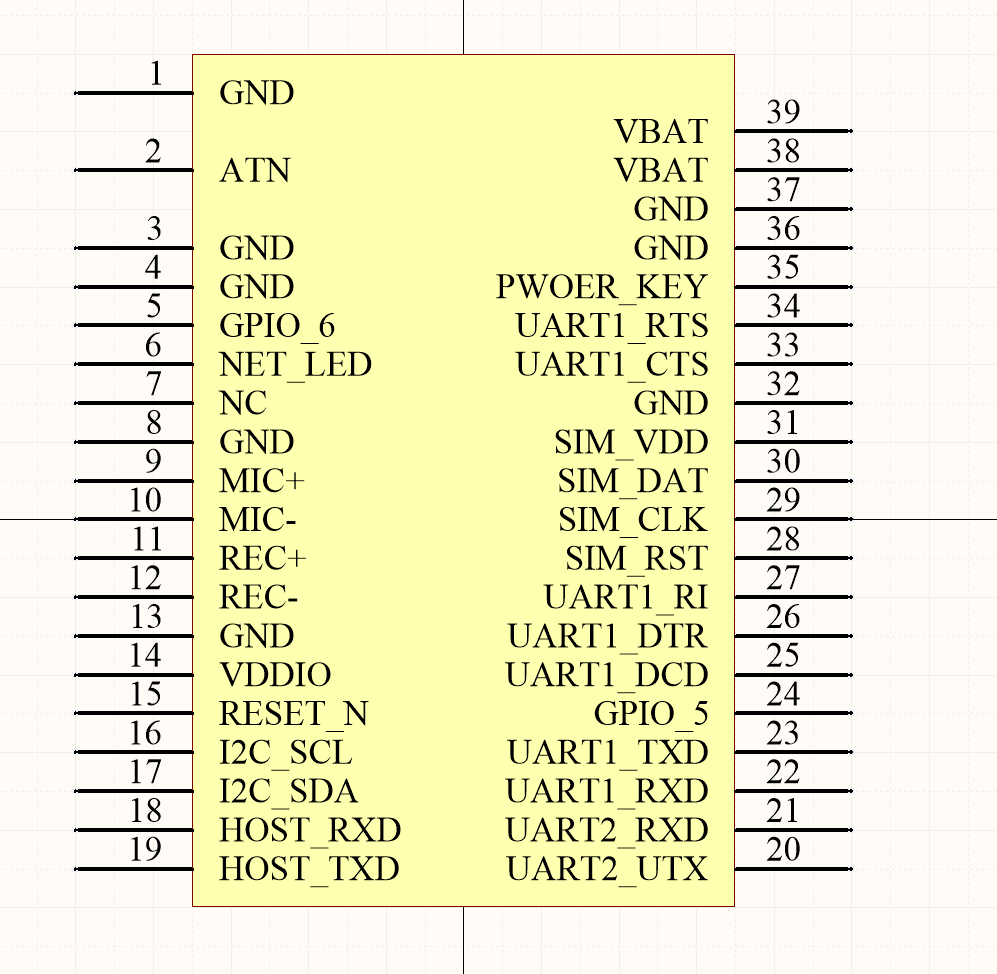 1 GND
VBAT 39
2 ATN VBAT 38
GND 37
3 GND GND 36
4 GND PWOER_KEY 35
5 GPIO_6 UART1_RTS 34
6 NET_LED UART1_CTS 33
7 NC GND 32
8 GND SIM_VDD 31
9 MIC+ SIM_DAT 30
10 MIC- SIM_CLK 29
11 REC+ SIM_RST 28
12 REC- UART1_RI 27
13 GND UART1_DTR 26
14 VDDIO UART1_DCD 25
15 RESET_N GPIO_5 24
16 I2C_SCL UART1_TXD 23
17 I2C_SDA UART1_RXD 22
18 HOST_RXD UART2_RXD 21
19 HOST_TXD UART2_UTX 20